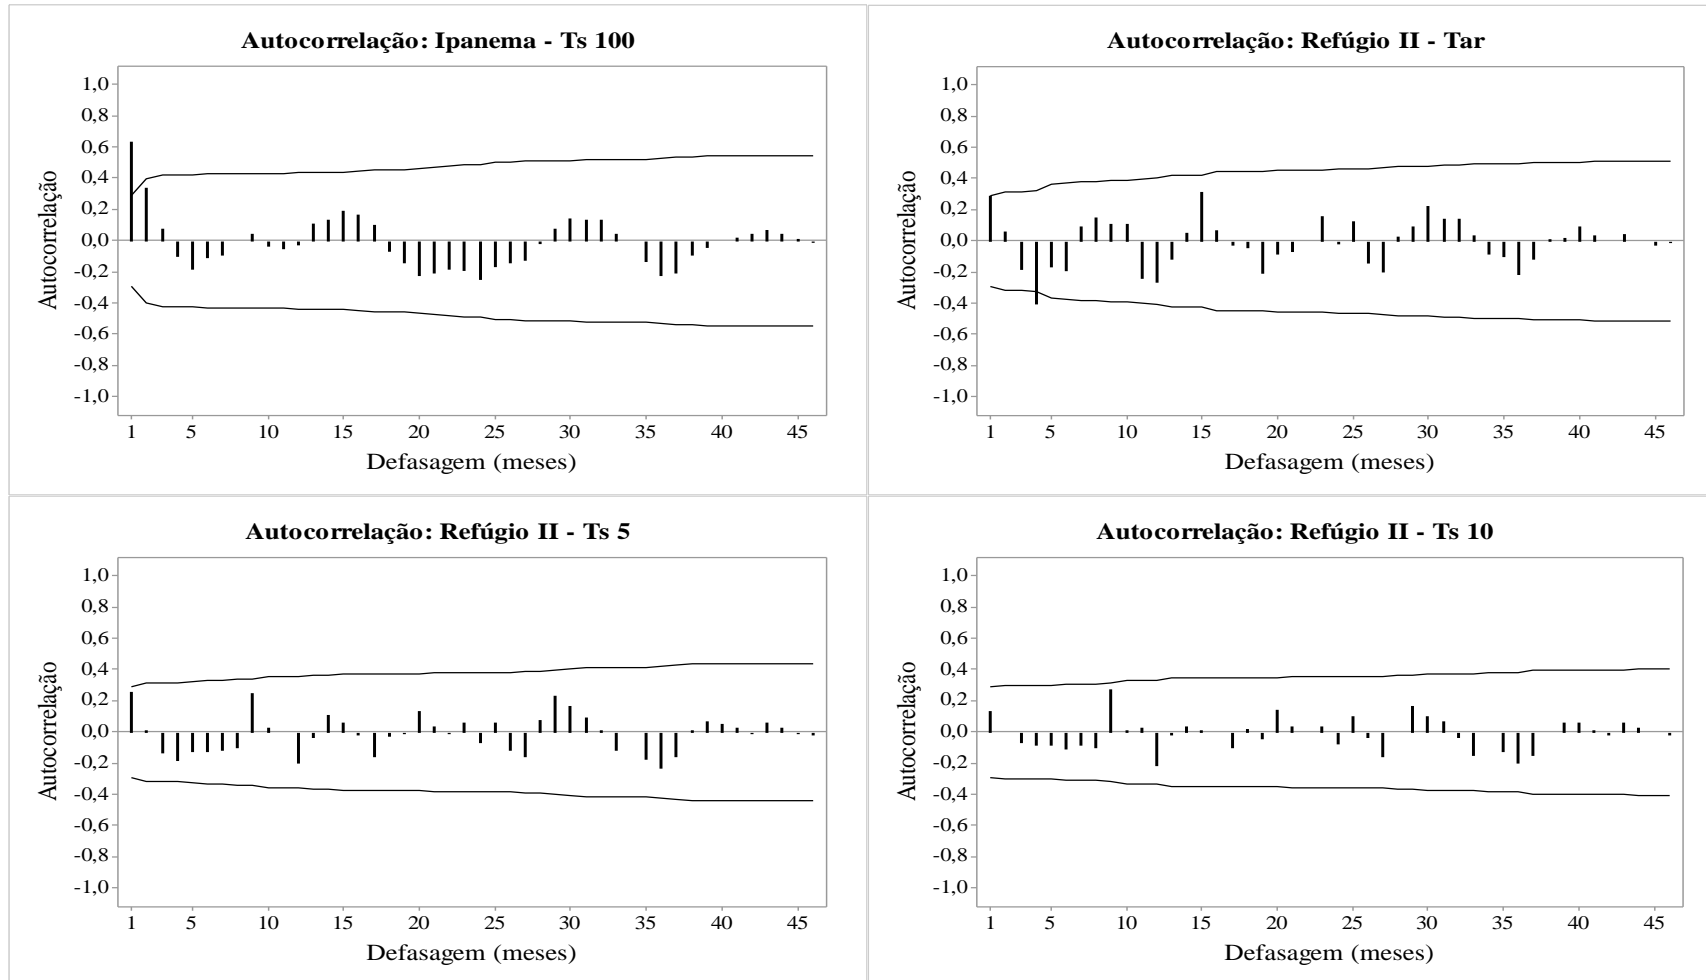 Autocorrelação: Ipanema - Ts 100
1,0
0,8
0,6
0,4
0,2
0,0
-0,2
-0,4
-0,6
-0,8
-1,0
Autocorrelação
1 5 10 15 20 25 30 35 40 45
Defasagem (meses)
Autocorrelação: Refúgio II - Tar
1,0
0,8
0,6
0,4
0,2
0,0
-0,2
-0,4
-0,6
-0,8
-1,0
Autocorrelação
1 5 10 15 20 25 30 35 40 45
Defasagem (meses)
Autocorrelação: Refúgio II - Ts 5
1,0
0,8
0,6
0,4
0,2
0,0
-0,2
-0,4
-0,6
-0,8
-1,0
Autocorrelação
1 5 10 15 20 25 30 35 40 45
Defasagem (meses)
Autocorrelação: Refúgio II - Ts 10
1,0
0,8
0,6
0,4
0,2
0,0
-0,2
-0,4
-0,6
-0,8
-1,0
Autocorrelação
1 5 10 15 20 25 30 35 40 45
Defasagem (meses)